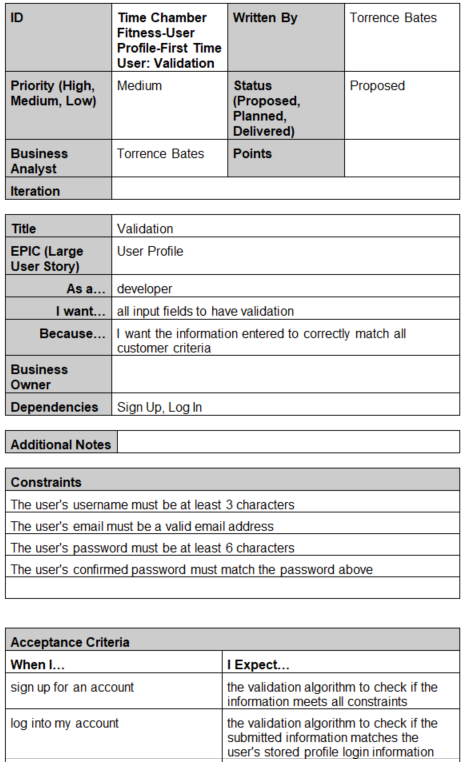 ID
Time Chamber
Fitness-User
Profile-First Time
User: Validation
Written By
Torrence Bates
Priority (High,
Medium, Low)
Medium
Status
(Proposed,
Planned,
Delivered)
Proposed
Business
Analyst
Torrence Bates
Points
Iteration
Title
Validation
EPIC (Large
User Story)
User Profile
As a…
developer
I want…
all input fields to have validation
Because…
I want the information entered to correctly match all
customer criteria
Business
Owner
Dependencies
Sign Up, Log In
Additional Notes
Constraints
The user's username must be at least 3 characters
The user's email must be a valid email address
The user's password must be at least 6 characters
The user's confirmed password must match the password above
Acceptance Criteria
When I…
I Expect…
sign up for an account
the validation algorithm to check if the
information meets all constraints
log into my account
the validation algorithm to check if the
submitted information matches the
user's stored profile login information